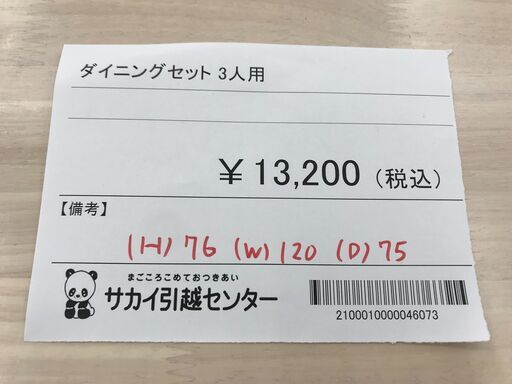 ダイニングセット 3人用
￥13,200（税込）
【備考】
(H) 76 (W) 120 (D) 75
まごころこめておつきあい
サカイ引越センター
2100010000046073